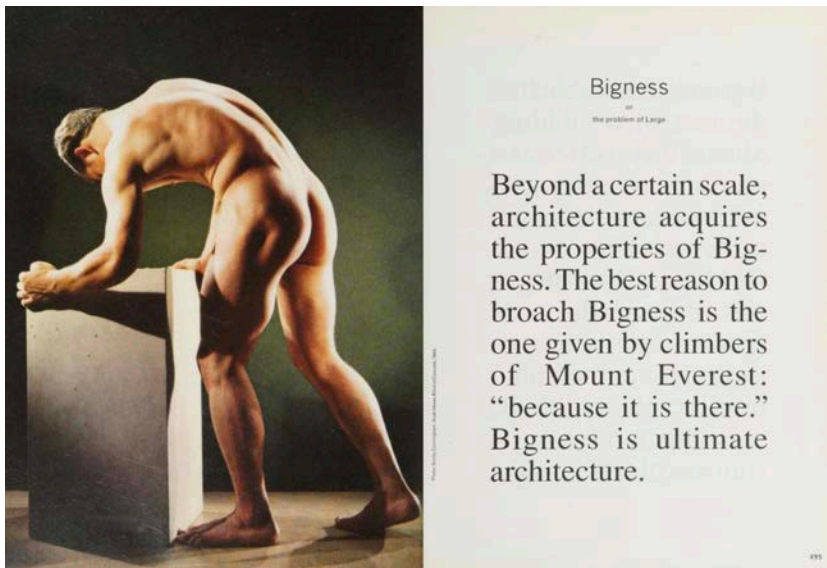 Bigness
or
the problem of Large
Beyond a certain scale,
architecture acquires
the properties of Big-
ness. The best reason to
broach Bigness is the
one given by climbers
of Mount Everest:
“because it is there.”
Bigness is ultimate
architecture.
495